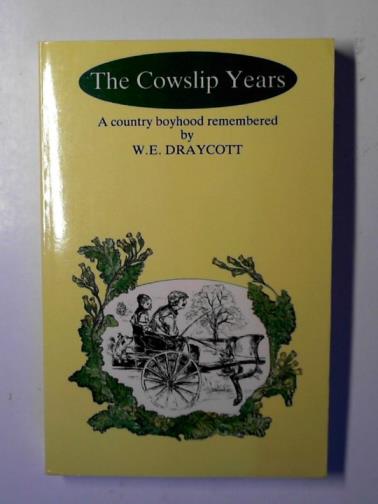 The Cowslip Years
A country boyhood remembered
by
W.E. DRAYCOTT